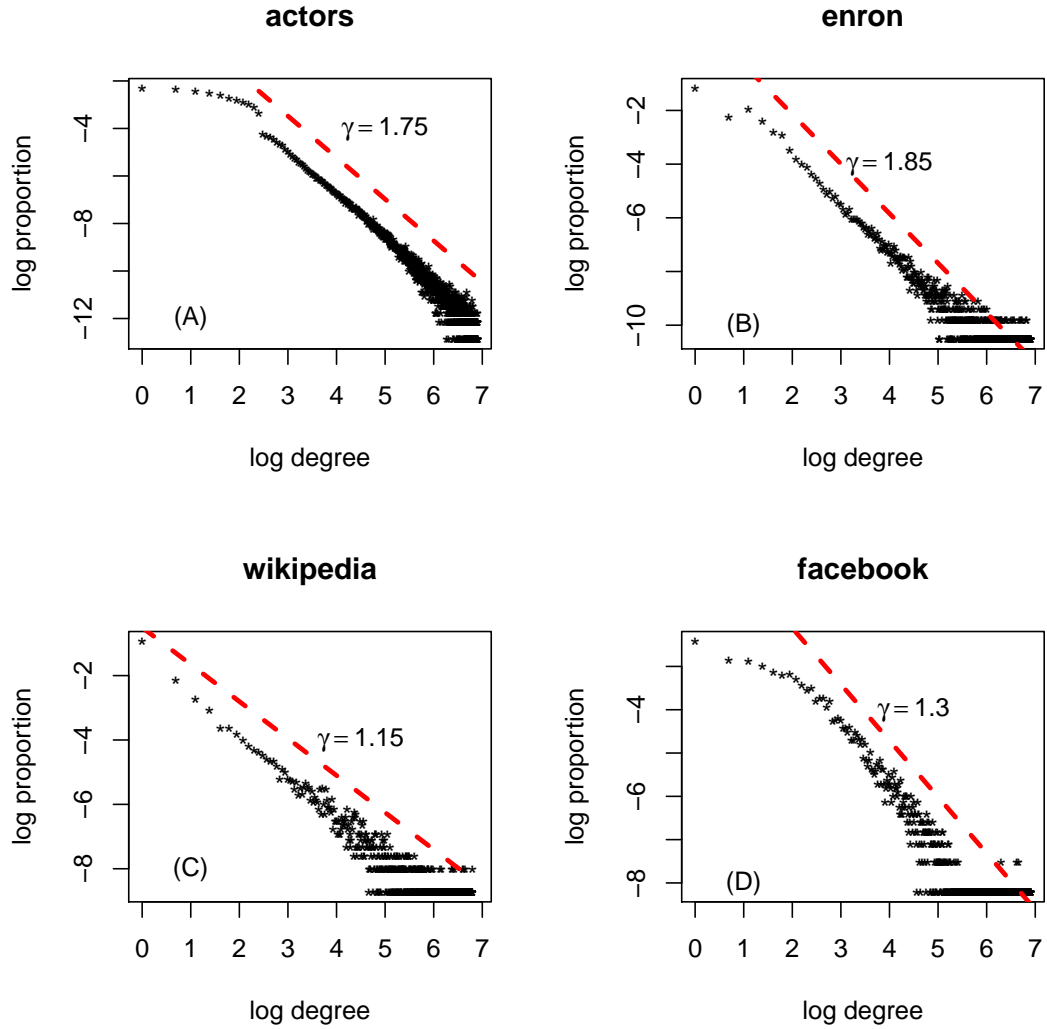 actors
log proportion
−4
−8
−12
γ = 1.75
(A)
0 1 2 3 4 5 6 7
log degree
enron
log proportion
−2
−4
−6
−10
γ = 1.85
(B)
0 1 2 3 4 5 6 7
log degree
wikipedia
log proportion
−2
−4
−6
−8
γ = 1.15
(C)
0 1 2 3 4 5 6 7
log degree
facebook
log proportion
−4
−6
−8
γ = 1.3
(D)
0 1 2 3 4 5 6 7
log degree